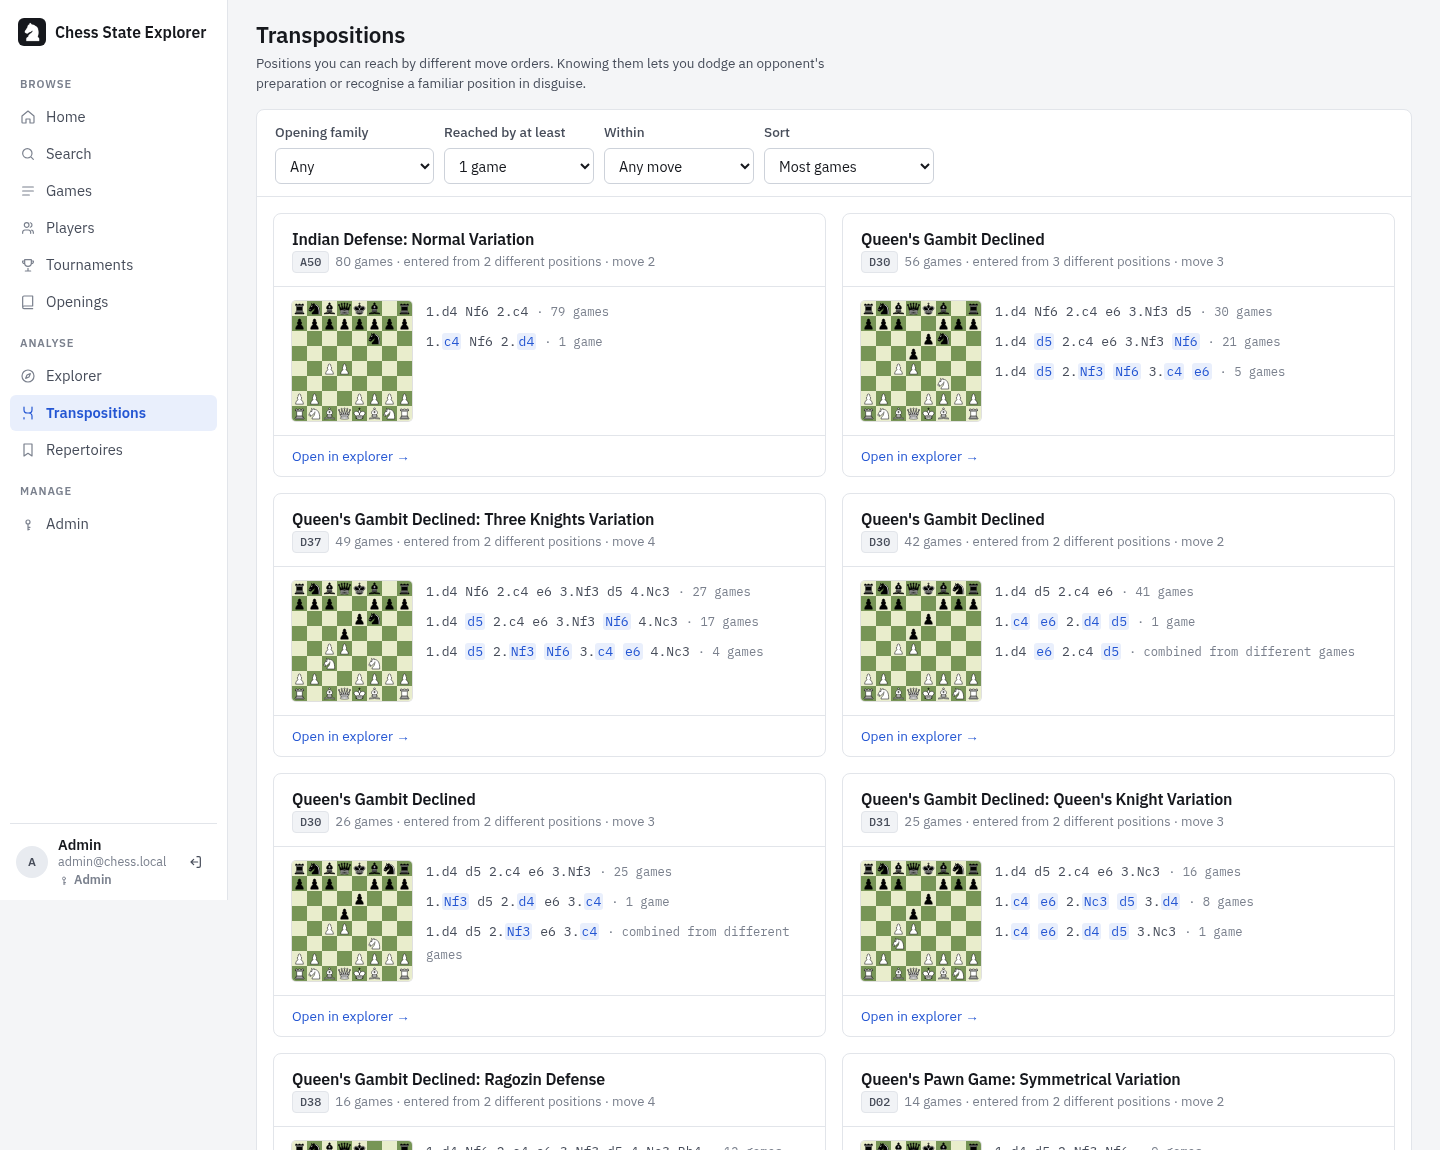 Chess State Explorer
BROWSE
Home
Search
Games
Players
Tournaments
Openings
ANALYSE
Explorer
Transpositions
Repertoires
MANAGE
Admin
A
Admin
admin@chess.local
Admin
Transpositions
Positions you can reach by different move orders. Knowing them lets you dodge an opponent's
preparation or recognise a familiar position in disguise.
Opening family
Reached by at least
Within
Sort
Any
1 game
Any move
Most games
Indian Defense: Normal Variation
A50 80 games · entered from 2 different positions · move 2
1.d4 Nf6 2.c4 · 79 games
1.c4 Nf6 2.d4 · 1 game
Open in explorer →
Queen's Gambit Declined
D30 56 games · entered from 3 different positions · move 3
1.d4 Nf6 2.c4 e6 3.Nf3 d5 · 30 games
1.d4 d5 2.c4 e6 3.Nf3 Nf6 · 21 games
1.d4 d5 2.Nf3 Nf6 3.c4 e6 · 5 games
Open in explorer →
Queen's Gambit Declined: Three Knights Variation
D37 49 games · entered from 2 different positions · move 4
1.d4 Nf6 2.c4 e6 3.Nf3 d5 4.Nc3 · 27 games
1.d4 d5 2.c4 e6 3.Nf3 Nf6 4.Nc3 · 17 games
1.d4 d5 2.Nf3 Nf6 3.c4 e6 4.Nc3 · 4 games
Open in explorer →
Queen's Gambit Declined
D30 42 games · entered from 2 different positions · move 2
1.d4 d5 2.c4 e6 · 41 games
1.c4 e6 2.d4 d5 · 1 game
1.d4 e6 2.c4 d5 · combined from different games
Open in explorer →
Queen's Gambit Declined
D30 26 games · entered from 2 different positions · move 3
1.d4 d5 2.c4 e6 3.Nf3 · 25 games
1.Nf3 d5 2.d4 e6 3.c4 · 1 game
1.d4 d5 2.Nf3 e6 3.c4 · combined from different
games
Open in explorer →
Queen's Gambit Declined: Queen's Knight Variation
D31 25 games · entered from 2 different positions · move 3
1.d4 d5 2.c4 e6 3.Nc3 · 16 games
1.c4 e6 2.Nc3 d5 3.d4 · 8 games
1.c4 e6 2.d4 d5 3.Nc3 · 1 game
Open in explorer →
Queen's Gambit Declined: Ragozin Defense
D38 16 games · entered from 2 different positions · move 4
Queen's Pawn Game: Symmetrical Variation
D02 14 games · entered from 2 different positions · move 2